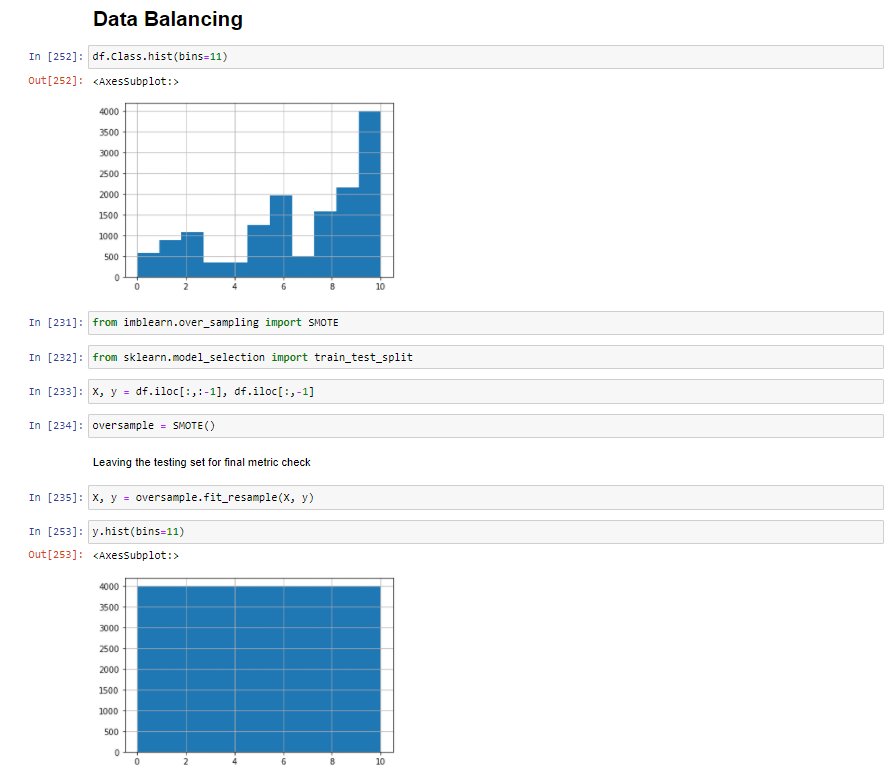 Data Balancing
In [252]: df.Class.hist(bins=11)
Out[252]: <AxesSubplot:>
4000
3500
3000
2500
2000
1500
1000
500
0
0 2 4 6 8 10
In [231]: from imblearn.over_sampling import SMOTE
In [232]: from sklearn.model_selection import train_test_split
In [233]: X, y = df.iloc[:,:-1], df.iloc[:,-1]
In [234]: oversample = SMOTE()
Leaving the testing set for final metric check
In [235]: X, y = oversample.fit_resample(X, y)
In [253]: y.hist(bins=11)
Out[253]: <AxesSubplot:>
4000
3500
3000
2500
2000
1500
1000
500
0
0 2 4 6 8 10